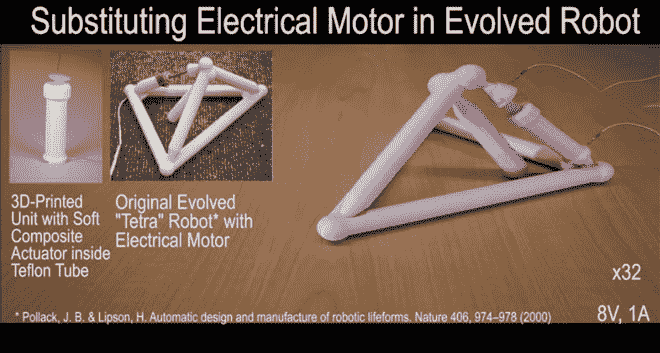 Substituting Electrical Motor in Evolved Robot
3D-Printed
Unit with Soft
Composite
Actuator inside
Teflon Tube
Original Evolved
"Tetra" Robot* with
Electrical Motor
x32
* Pollack, J. B. & Lipson, H. Automatic design and manufacture of robotic lifeforms. Nature 406, 974–978 (2000)
8V, 1A